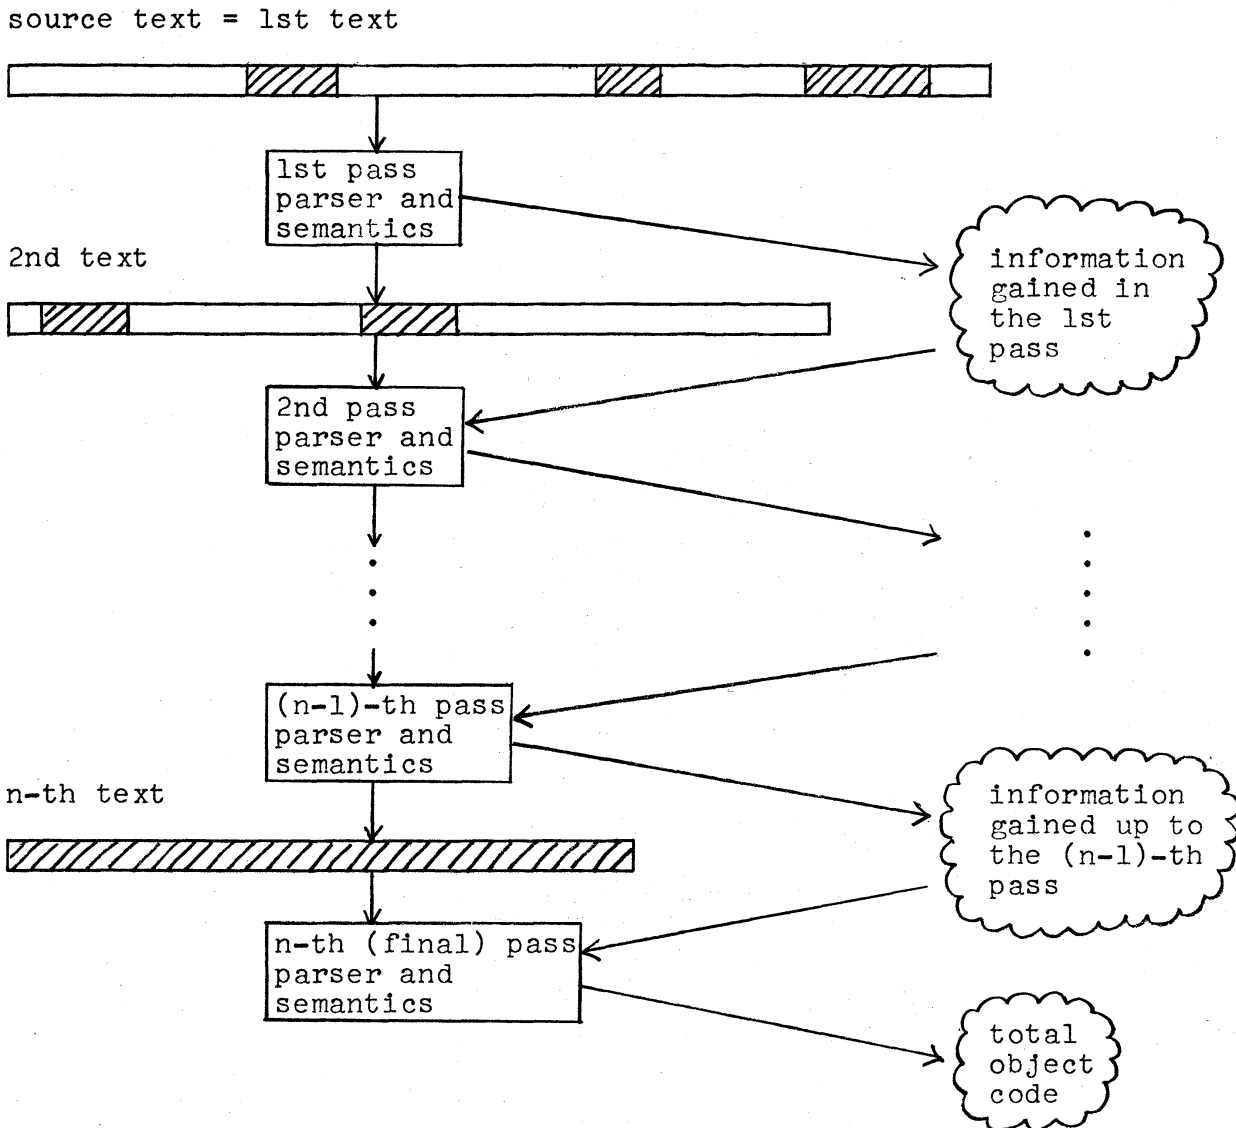 source text = 1st text
1st pass
parser and
semantics
2nd text
information
gained in
the 1st
pass
2nd pass
parser and
semantics
(n-1)-th pass
parser and
semantics
n-th text
information
gained up to
the (n-1)-th
pass
n-th (final) pass
parser and
semantics
total
object
code